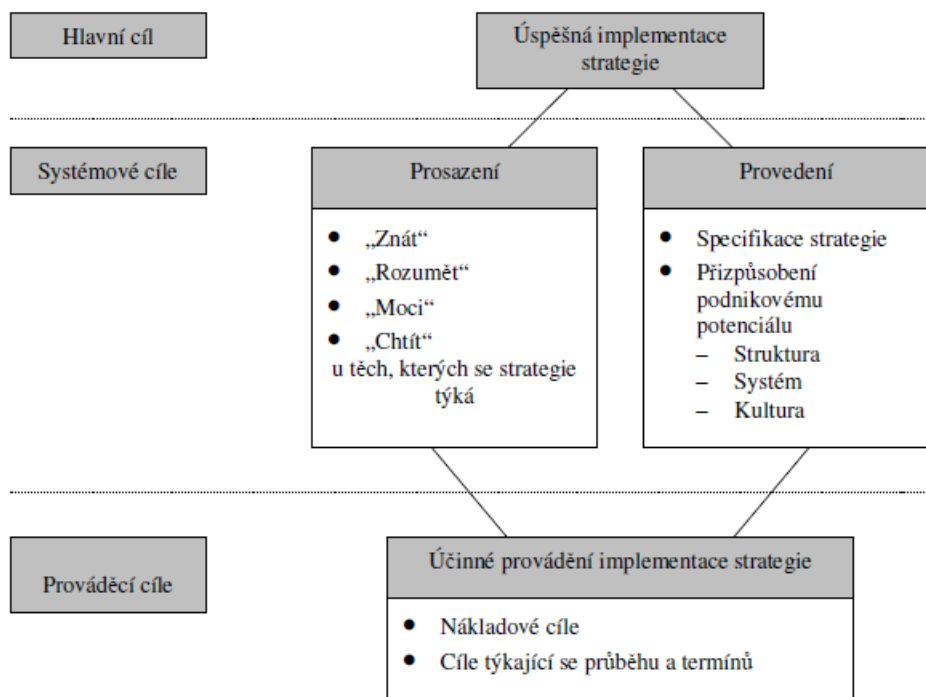 Hlavní cíl
Úspěšná implementace
strategie
Systémové cíle
Prosazení
• „Znát“
• „Rozumět“
• „Moci“
• „Chtít“
u těch, kterých se strategie
týká
Provedení
• Specifikace strategie
• Přizpůsobení
podnikovému
potenciálu
– Struktura
– Systém
– Kultura
Prováděcí cíle
Účinné provádění implementace strategie
• Nákladové cíle
• Cíle týkající se průběhu a termínů